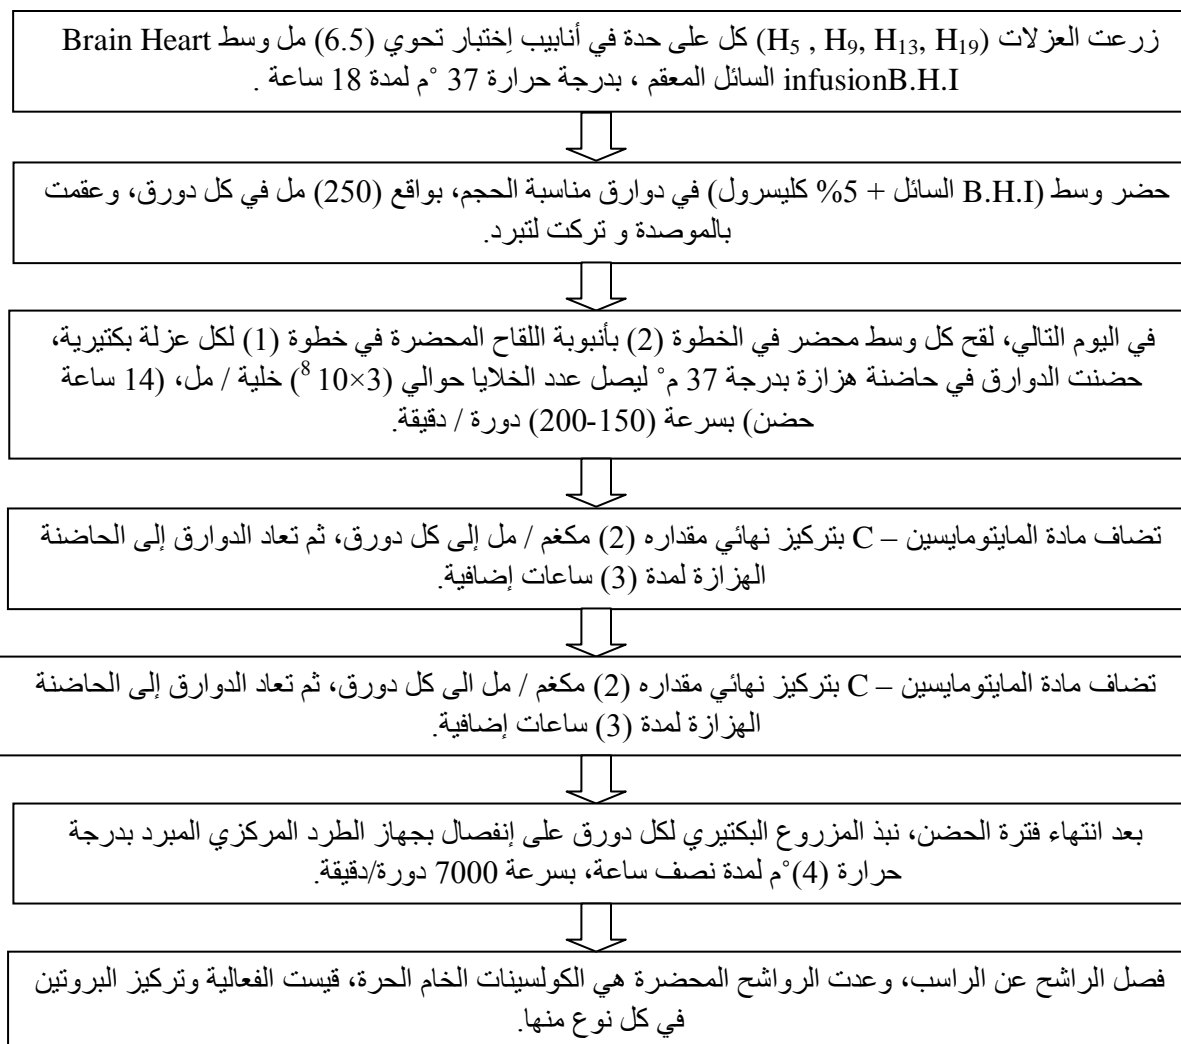 زرعت العزلات (H₅ , H₉, H₁₃, H₁₉) كل على حدة في أنابيب اِختبار تحوي (6.5) مل وسط Brain Heart
infusionB.H.I السائل المعقم ، بدرجة حرارة 37 °م لمدة 18 ساعة .
حضر وسط (B.H.I السائل + 5% كليسرول) في دوارق مناسبة الحجم، بواقع (250) مل في كل دورق، وعقمت
بالموصدة و تركت لتبرد.
في اليوم التالي، لقح كل وسط محضر في الخطوة (2) بأنبوبة اللقاح المحضرة في خطوة (1) لكل عزلة بكتيرية،
حضنت الدوارق في حاضنة هزازة بدرجة 37 م° ليصل عدد الخلايا حوالي (3×10 ⁸) خلية / مل، (14 ساعة
حضن) بسرعة (150-200) دورة / دقيقة.
تضاف مادة المايتومايسين – C بتركيز نهائي مقداره (2) مكغم / مل إلى كل دورق، ثم تعاد الدوارق إلى الحاضنة
الهزازة لمدة (3) ساعات إضافية.
تضاف مادة المايتومايسين – C بتركيز نهائي مقداره (2) مكغم / مل الى كل دورق، ثم تعاد الدوارق إلى الحاضنة
الهزازة لمدة (3) ساعات إضافية.
بعد انتهاء فترة الحضن، نبذ المزروع البكتيري لكل دورق على إنفصال بجهاز الطرد المركزي المبرد بدرجة
حرارة (4)°م لمدة نصف ساعة، بسرعة 7000 دورة/دقيقة.
فصل الراشح عن الراسب، وعدت الرواشح المحضرة هي الكولسينات الخام الحرة، قيست الفعالية وتركيز البروتين
في كل نوع منها.